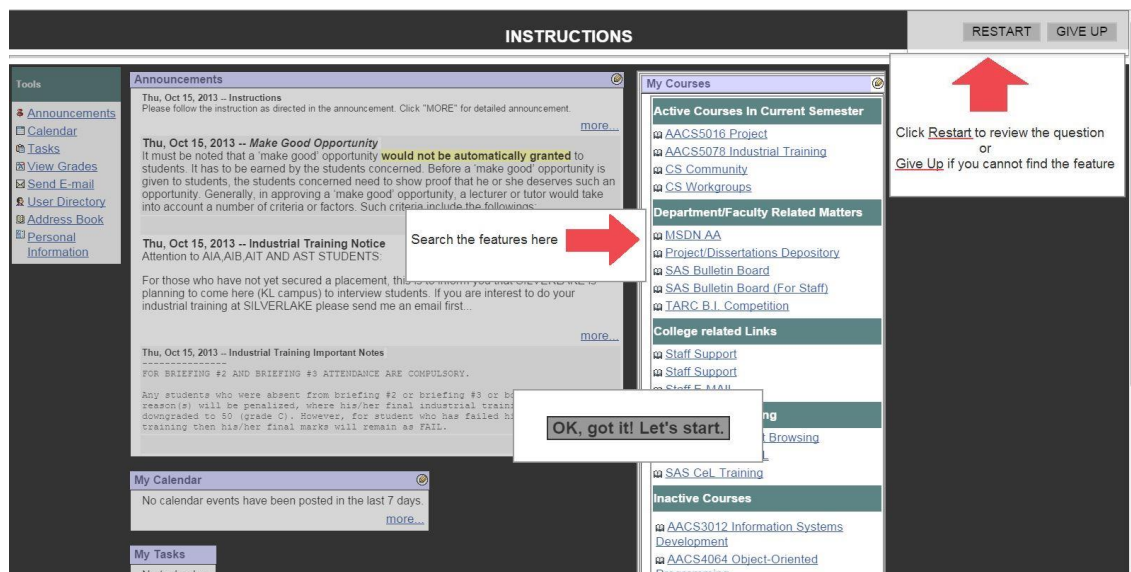 INSTRUCTIONS
RESTART
GIVE UP
Tools
Announcements
Calendar
Tasks
View Grades
Send E-mail
User Directory
Address Book
Personal
Information
Announcements
Thu, Oct 15, 2013 -- Instructions
Please follow the instruction as directed in the announcement. Click "MORE" for detailed announcement.
more...
Thu, Oct 15, 2013 -- Make Good Opportunity
It must be noted that a 'make good' opportunity would not be automatically granted to
students. It has to be earned by the students concerned. Before a 'make good' opportunity is
given to students, the students concerned need to show proof that he or she deserves such an
opportunity. Generally, in approving a 'make good' opportunity, a lecturer or tutor would take
into account a number of criteria or factors. Such criteria include the followings:
Thu, Oct 15, 2013 -- Industrial Training Notice
Attention to AIA,AIB,AIT AND AST STUDENTS:
For those who have not yet secured a placement, this is to inform you that SILVERLAKE is
planning to come here (KL campus) to interview students. If you are interest to do your
industrial training at SILVERLAKE please send me an email first...
more...
Thu, Oct 15, 2013 -- Industrial Training Important Notes
---------------
FOR BRIEFING #2 AND BRIEFING #3 ATTENDANCE ARE COMPULSORY.
Any students who were absent from briefing #2 or briefing #3 or
reason(s) will be penalized, where his/her final industrial
downgraded to 50 (grade C). However, for student who has failed
training then his/her final marks will remain as FAIL.
My Calendar
No calendar events have been posted in the last 7 days.
more...
My Tasks
Search the features here
OK, got it! Let's start.
My Courses
Active Courses In Current Semester
AACS5016 Project
AACS5078 Industrial Training
CS Community
CS Workgroups
Department/Faculty Related Matters
MSDN AA
Project/Dissertations Depository
SAS Bulletin Board
SAS Bulletin Board (For Staff)
TARC B.I. Competition
College related Links
Staff Support
Staff Support
Staff E-MAIL
ng
t Browsing
L
SAS CeL Training
Inactive Courses
AACS3012 Information Systems
Development
AACS4064 Object-Oriented
Click Restart to review the question
or
Give Up if you cannot find the feature